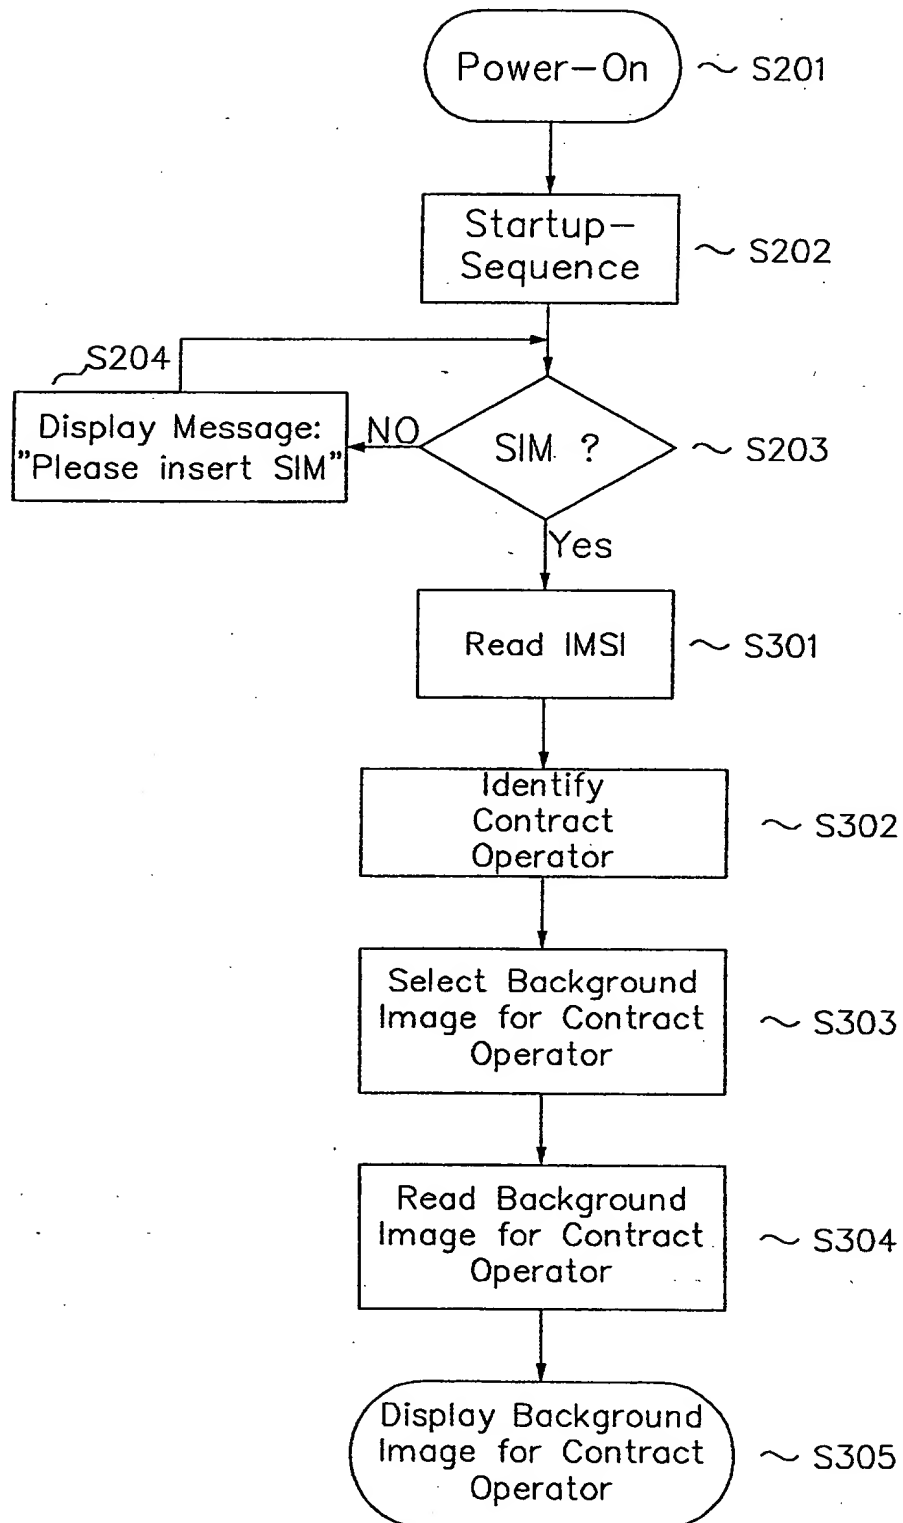 Power-On
S201
Startup-
Sequence
S202
S204
Display Message:
"Please insert SIM"
NO
SIM ?
S203
Yes
Read IMSI
S301
Identify
Contract
Operator
S302
Select Background
Image for Contract
Operator
S303
Read Background
Image for Contract
Operator
S304
Display Background
Image for Contract
Operator
S305